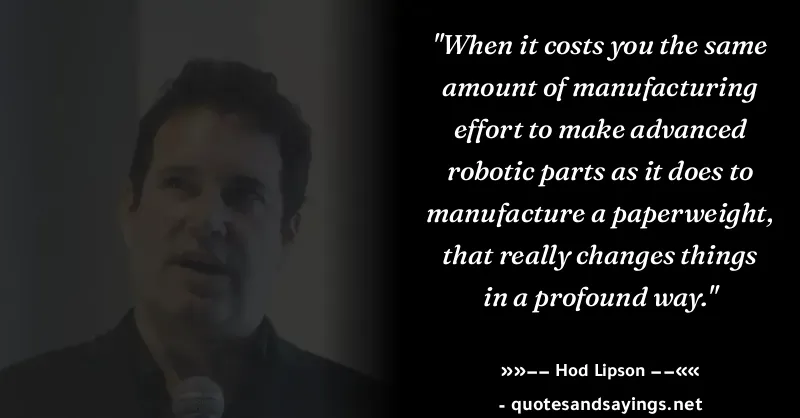 "When it costs you the same
amount of manufacturing
effort to make advanced
robotic parts as it does to
manufacture a paperweight,
that really changes things
in a profound way."
»»−− Hod Lipson −−««
- quotesandsayings.net